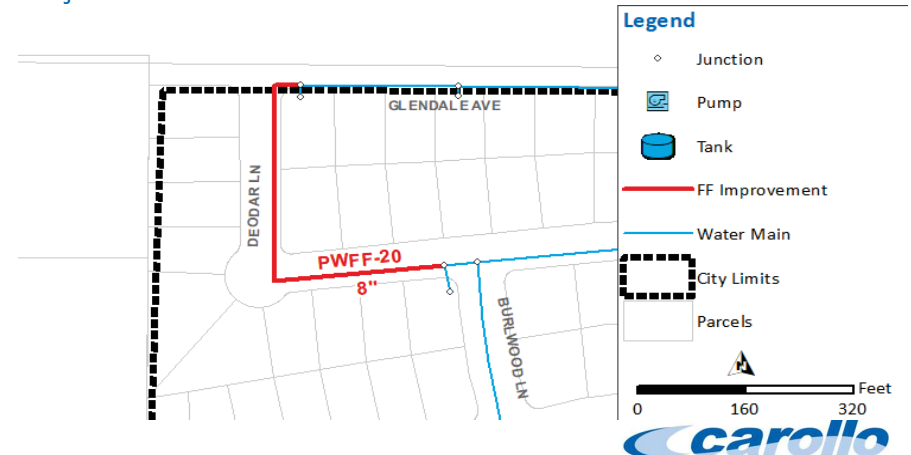 Legend
Junction
Pump
Tank
FF Improvement
Water Main
City Limits
Parcels
N
Feet
0 160 320
carollo
GLENDALE AVE
DEODAR LN
PWFF-20
8"
BURLWOOD LN